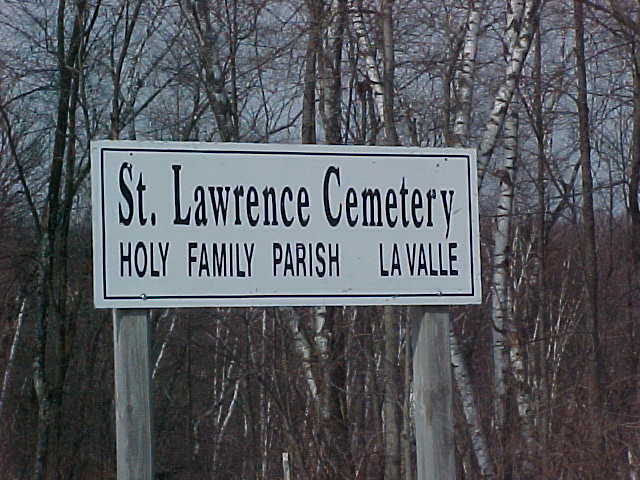 St. Lawrence Cemetery
HOLY FAMILY PARISH LA VALLE